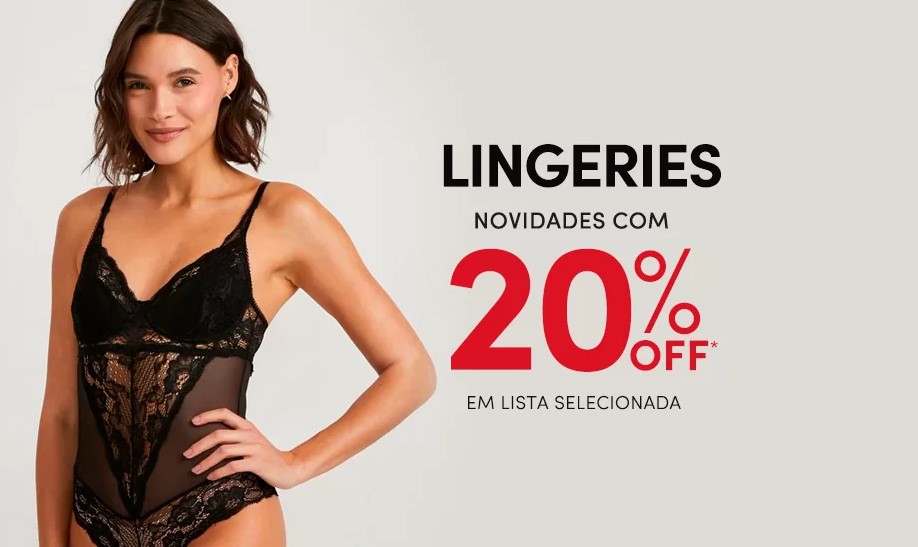 LINGERIES
NOVIDADES COM
20%
OFF*
EM LISTA SELECIONADA